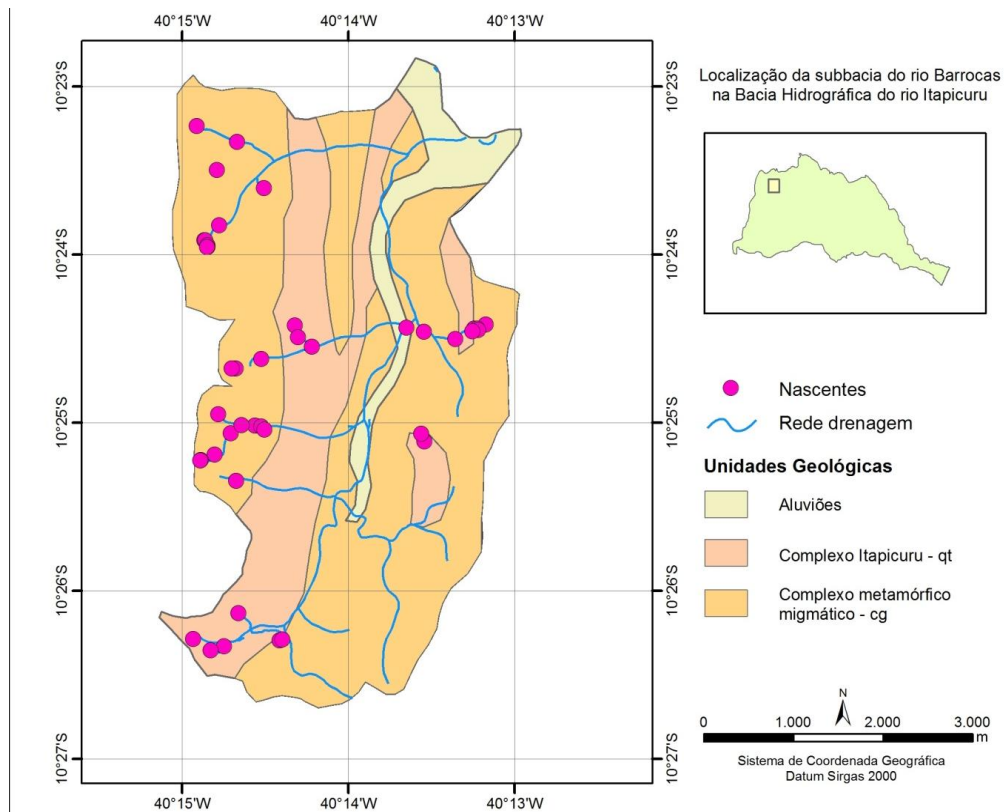 40°15'W
40°14'W
40°13'W
10°23'S
10°23'S
10°24'S
10°24'S
10°25'S
10°25'S
10°26'S
10°26'S
10°27'S
10°27'S
40°15'W
40°14'W
40°13'W
Localização da subbacia do rio Barrocas
na Bacia Hidrográfica do rio Itapicuru
Nascentes
Rede drenagem
Unidades Geológicas
Aluviões
Complexo Itapicuru - qt
Complexo metamórfico
migmático - cg
N
0 1.000 2.000 3.000
m
Sistema de Coordenada Geográfica
Datum Sirgas 2000